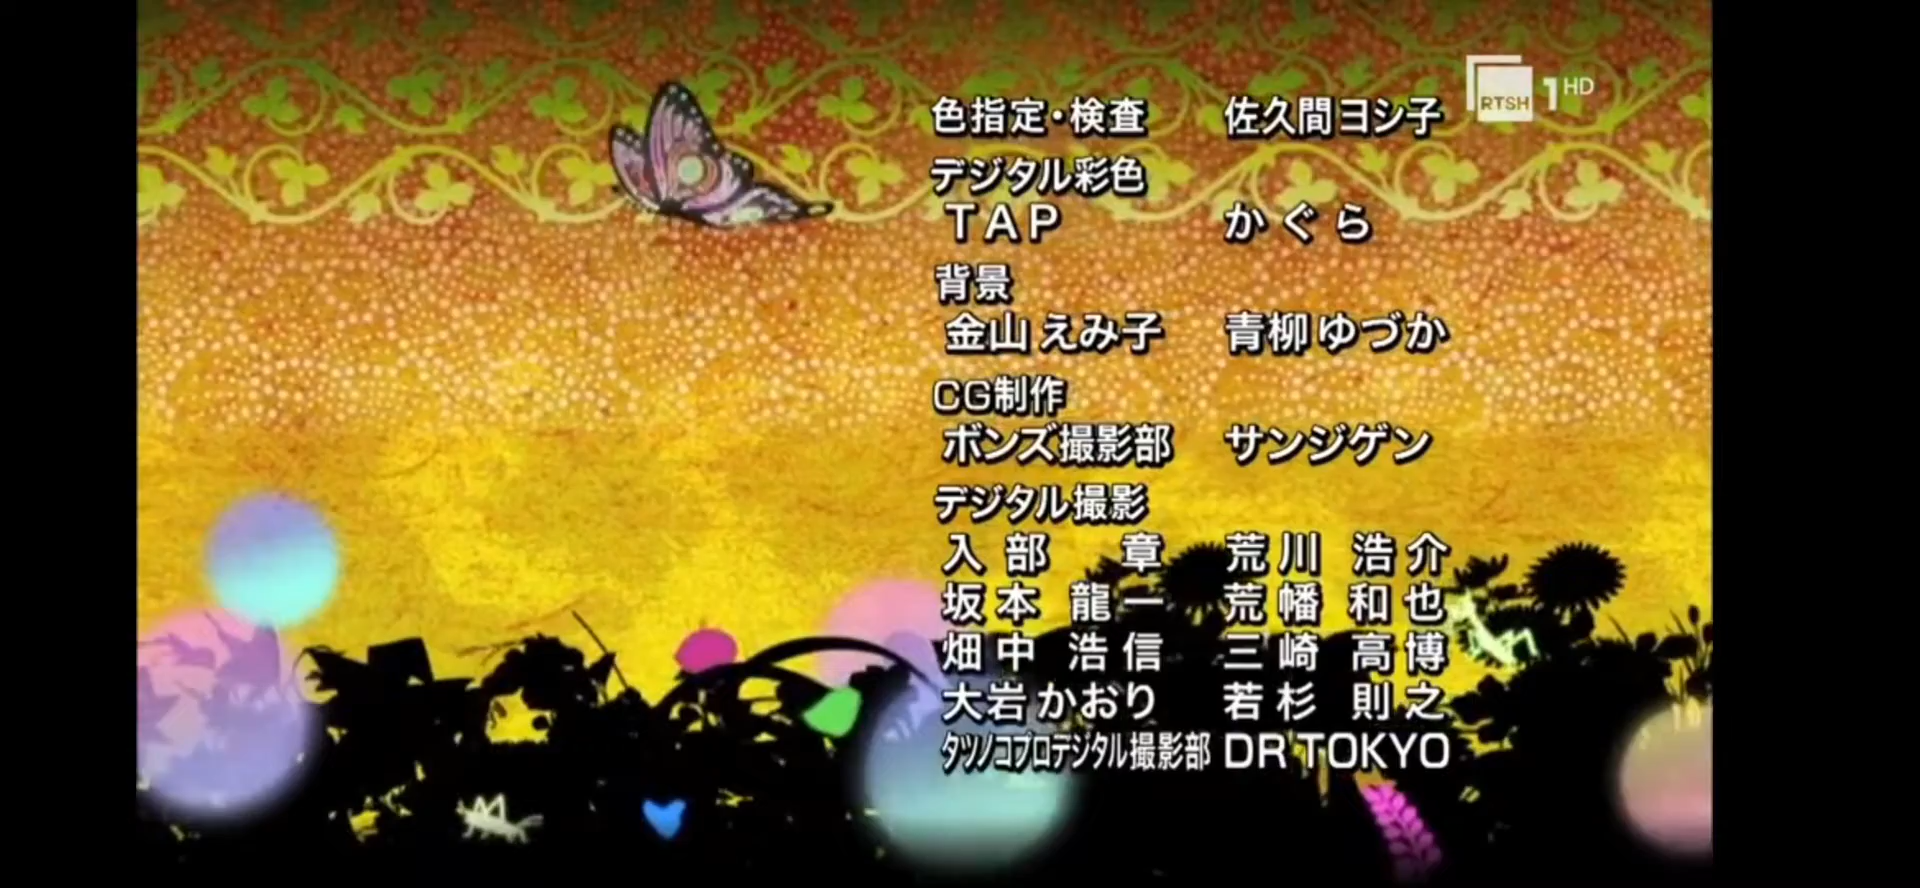 色指定・検査 佐久間ヨシ子
RTSH 1 HD
デジタル彩色
TAP かぐら
背景
金山えみ子 青柳ゆづか
CG制作
ボンズ撮影部 サンジゲン
デジタル撮影
入部 章 荒川 浩介
坂本 龍一 荒幡 和也
畑中 浩信 三崎 高博
大岩かおり 若杉 則之
タツノコプロデジタル撮影部 DR TOKYO